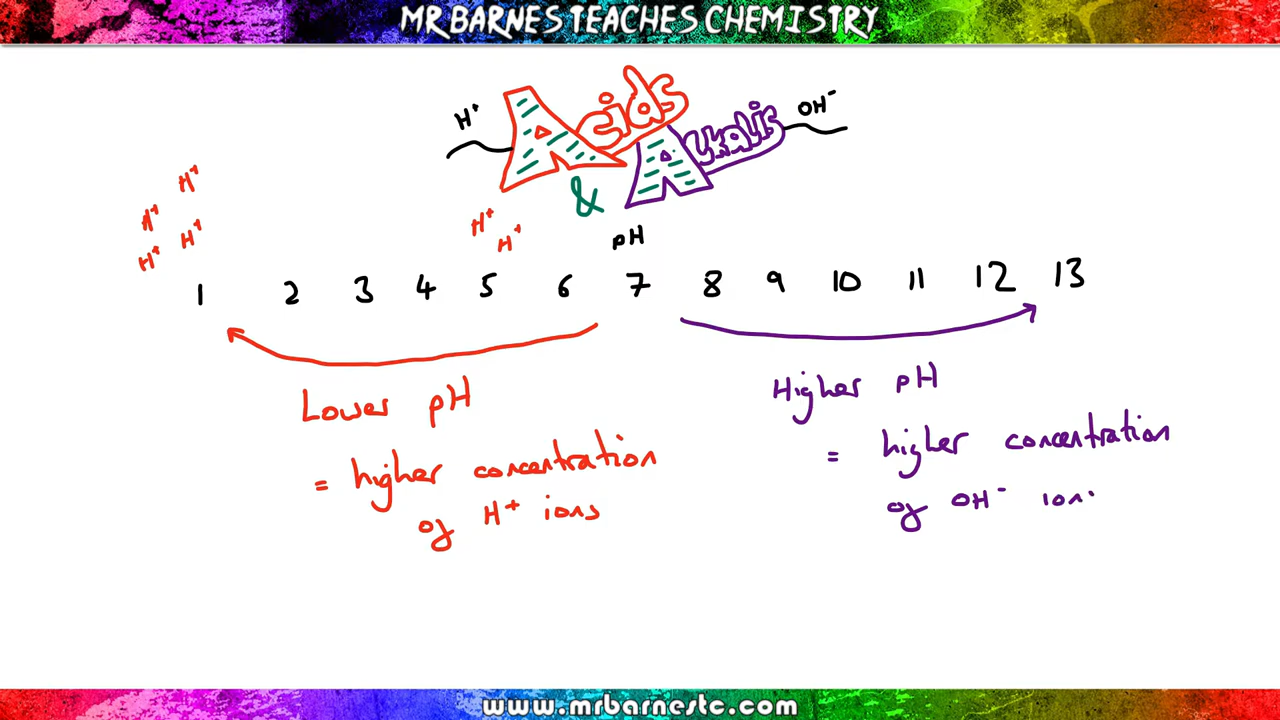 MR BARNES TEACHES CHEMISTRY
H⁺ Acids
& Alkalis OH⁻
H⁺
H⁺
H⁺ H⁺
H⁺ H⁺
pH
1 2 3 4 5 6 7 8 9 10 11 12 13
Lower pH
= higher concentration
of H⁺ ions
Higher pH
= higher concentration
of OH⁻ ion
www.mrbarnestc.com